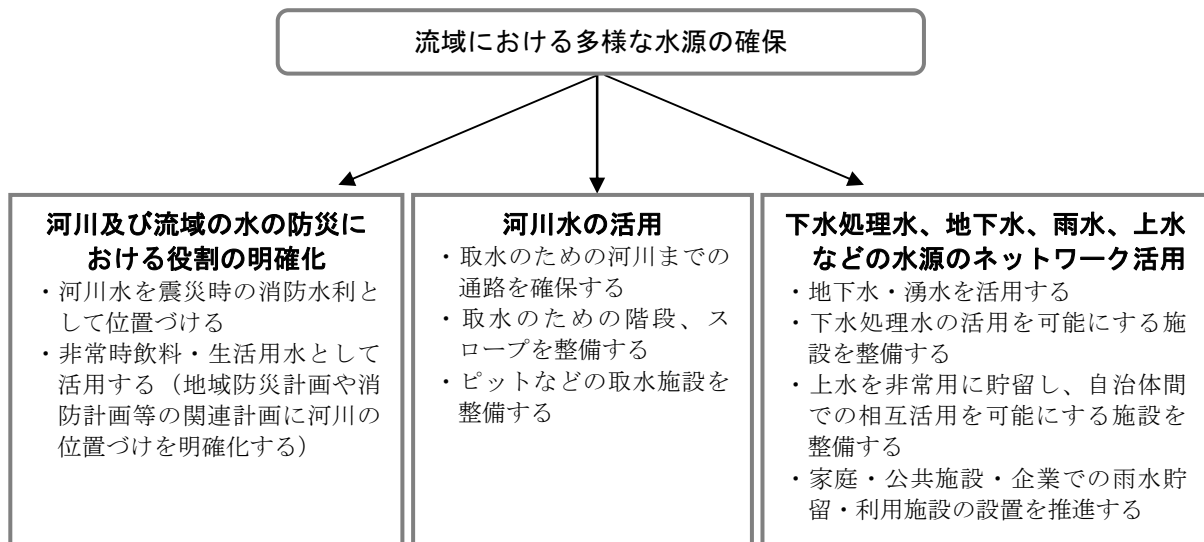 流域における多様な水源の確保
河川及び流域の水の防災に
おける役割の明確化
・河川水を震災時の消防水利と
して位置づける
・非常時飲料・生活用水として
活用する（地域防災計画や消
防計画等の関連計画に河川の
位置づけを明確化する）
河川水の活用
・取水のための河川までの
通路を確保する
・取水のための階段、ス
ロープを整備する
・ピットなどの取水施設を
整備する
下水処理水、地下水、雨水、上水
などの水源のネットワーク活用
・地下水・湧水を活用する
・下水処理水の活用を可能にする施
設を整備する
・上水を非常用に貯留し、自治体間
での相互活用を可能にする施設を
整備する
・家庭・公共施設・企業での雨水貯
留・利用施設の設置を推進する